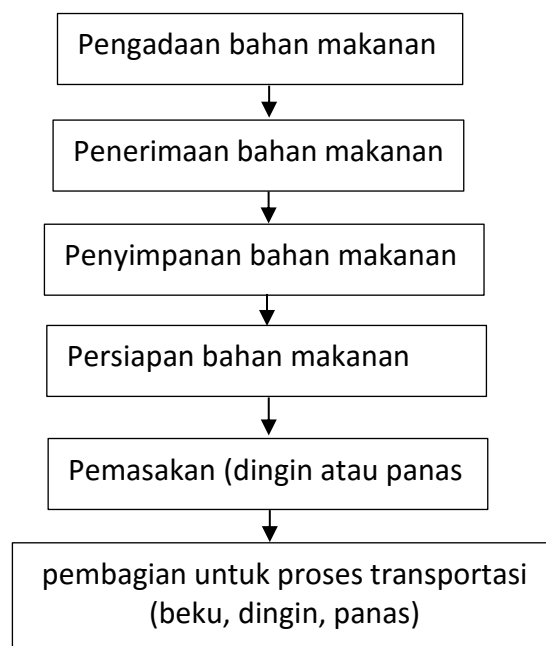 Pengadaan bahan makanan
Penerimaan bahan makanan
Penyimpanan bahan makanan
Persiapan bahan makanan
Pemasakan (dingin atau panas
pembagian untuk proses transportasi
(beku, dingin, panas)